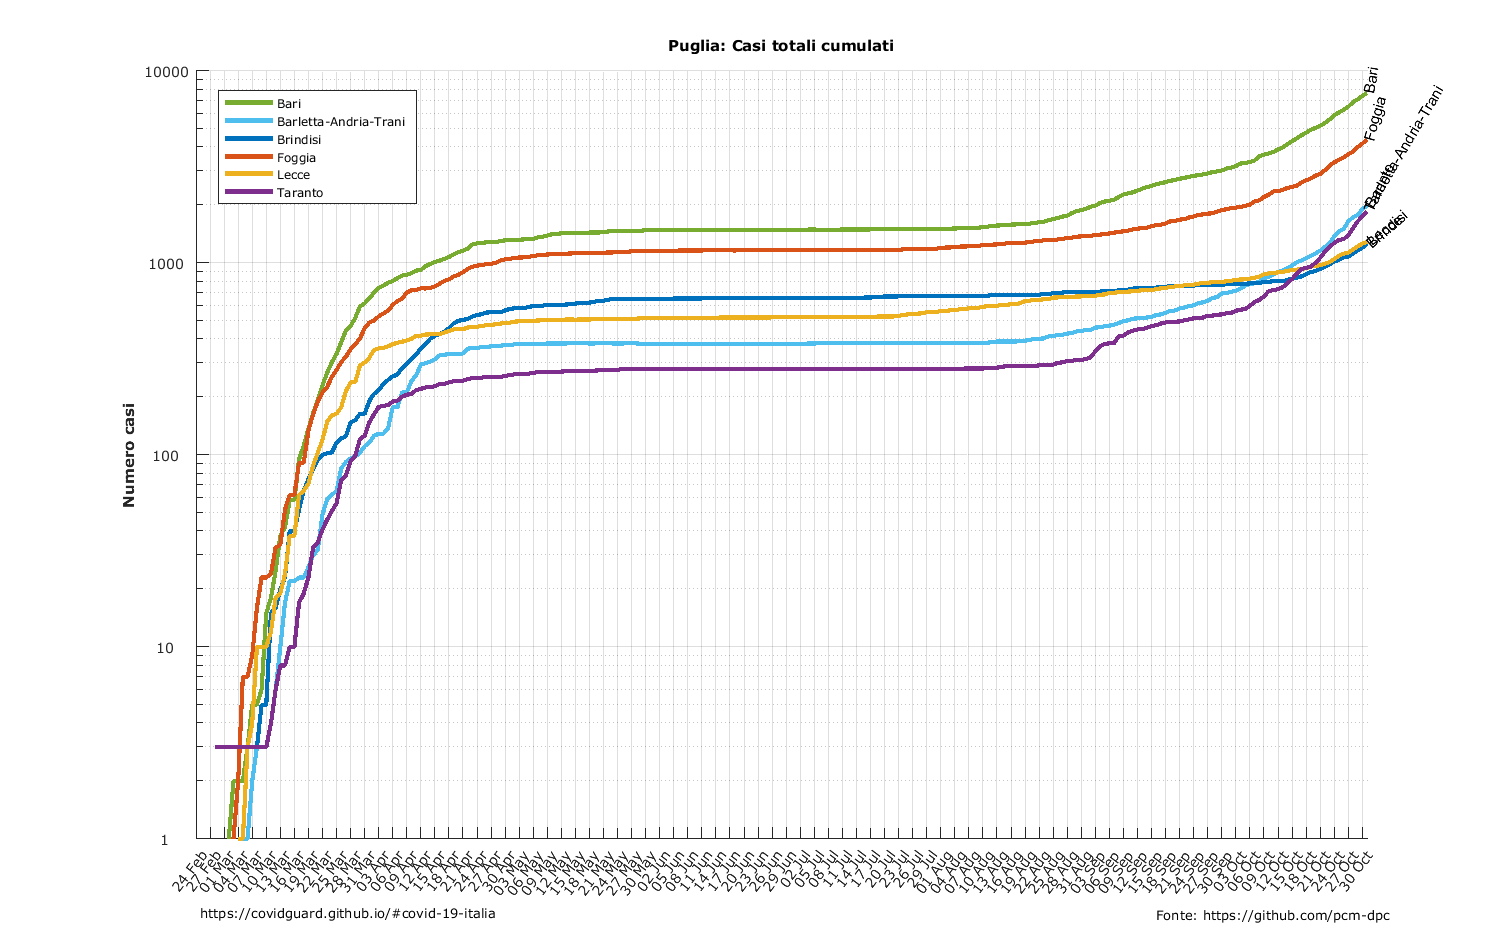 Puglia: Casi totali cumulati
10000
1000
100
10
1
Numero casi
Bari
Barletta-Andria-Trani
Brindisi
Foggia
Lecce
Taranto
Bari
Foggia
Barletta-Andria-Trani
Taranto
Lecce
Brindisi
24 Feb
27 Feb
01 Mar
04 Mar
07 Mar
10 Mar
13 Mar
16 Mar
19 Mar
22 Mar
25 Mar
28 Mar
31 Mar
03 Apr
06 Apr
09 Apr
12 Apr
15 Apr
18 Apr
21 Apr
24 Apr
27 Apr
30 Apr
03 May
06 May
09 May
12 May
15 May
18 May
21 May
24 May
27 May
30 May
02 Jun
05 Jun
08 Jun
11 Jun
14 Jun
17 Jun
20 Jun
23 Jun
26 Jun
29 Jun
02 Jul
05 Jul
08 Jul
11 Jul
14 Jul
17 Jul
20 Jul
23 Jul
26 Jul
29 Jul
01 Aug
04 Aug
07 Aug
10 Aug
13 Aug
16 Aug
19 Aug
22 Aug
25 Aug
28 Aug
31 Aug
03 Sep
06 Sep
09 Sep
12 Sep
15 Sep
18 Sep
21 Sep
24 Sep
27 Sep
30 Sep
03 Oct
06 Oct
09 Oct
12 Oct
15 Oct
18 Oct
21 Oct
24 Oct
27 Oct
30 Oct
https://covidguard.github.io/#covid-19-italia
Fonte: https://github.com/pcm-dpc